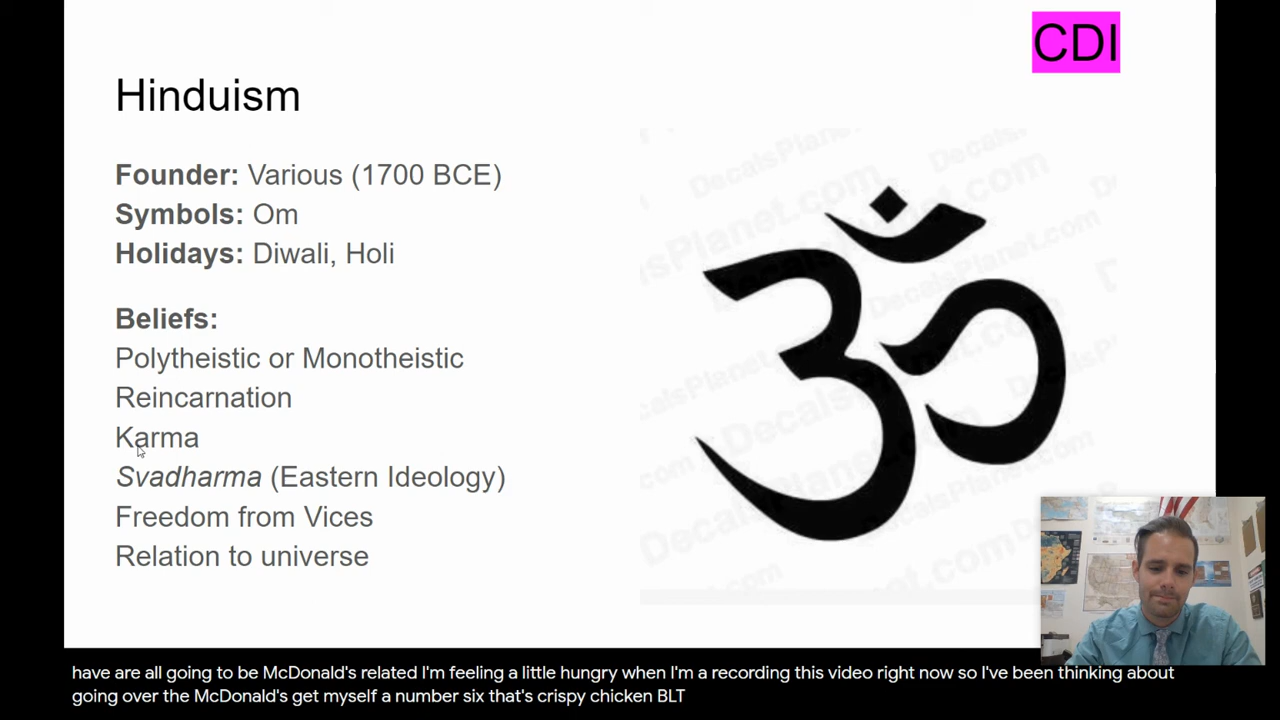 CDI
Hinduism
Founder: Various (1700 BCE)
Symbols: Om
Holidays: Diwali, Holi
Beliefs:
Polytheistic or Monotheistic
Reincarnation
Karma
Svadharma (Eastern Ideology)
Freedom from Vices
Relation to universe
DecalsPlanet.com
ॐ
have are all going to be McDonald's related I'm feeling a little hungry when I'm a recording this video right now so I've been thinking about
going over the McDonald's get myself a number six that's crispy chicken BLT